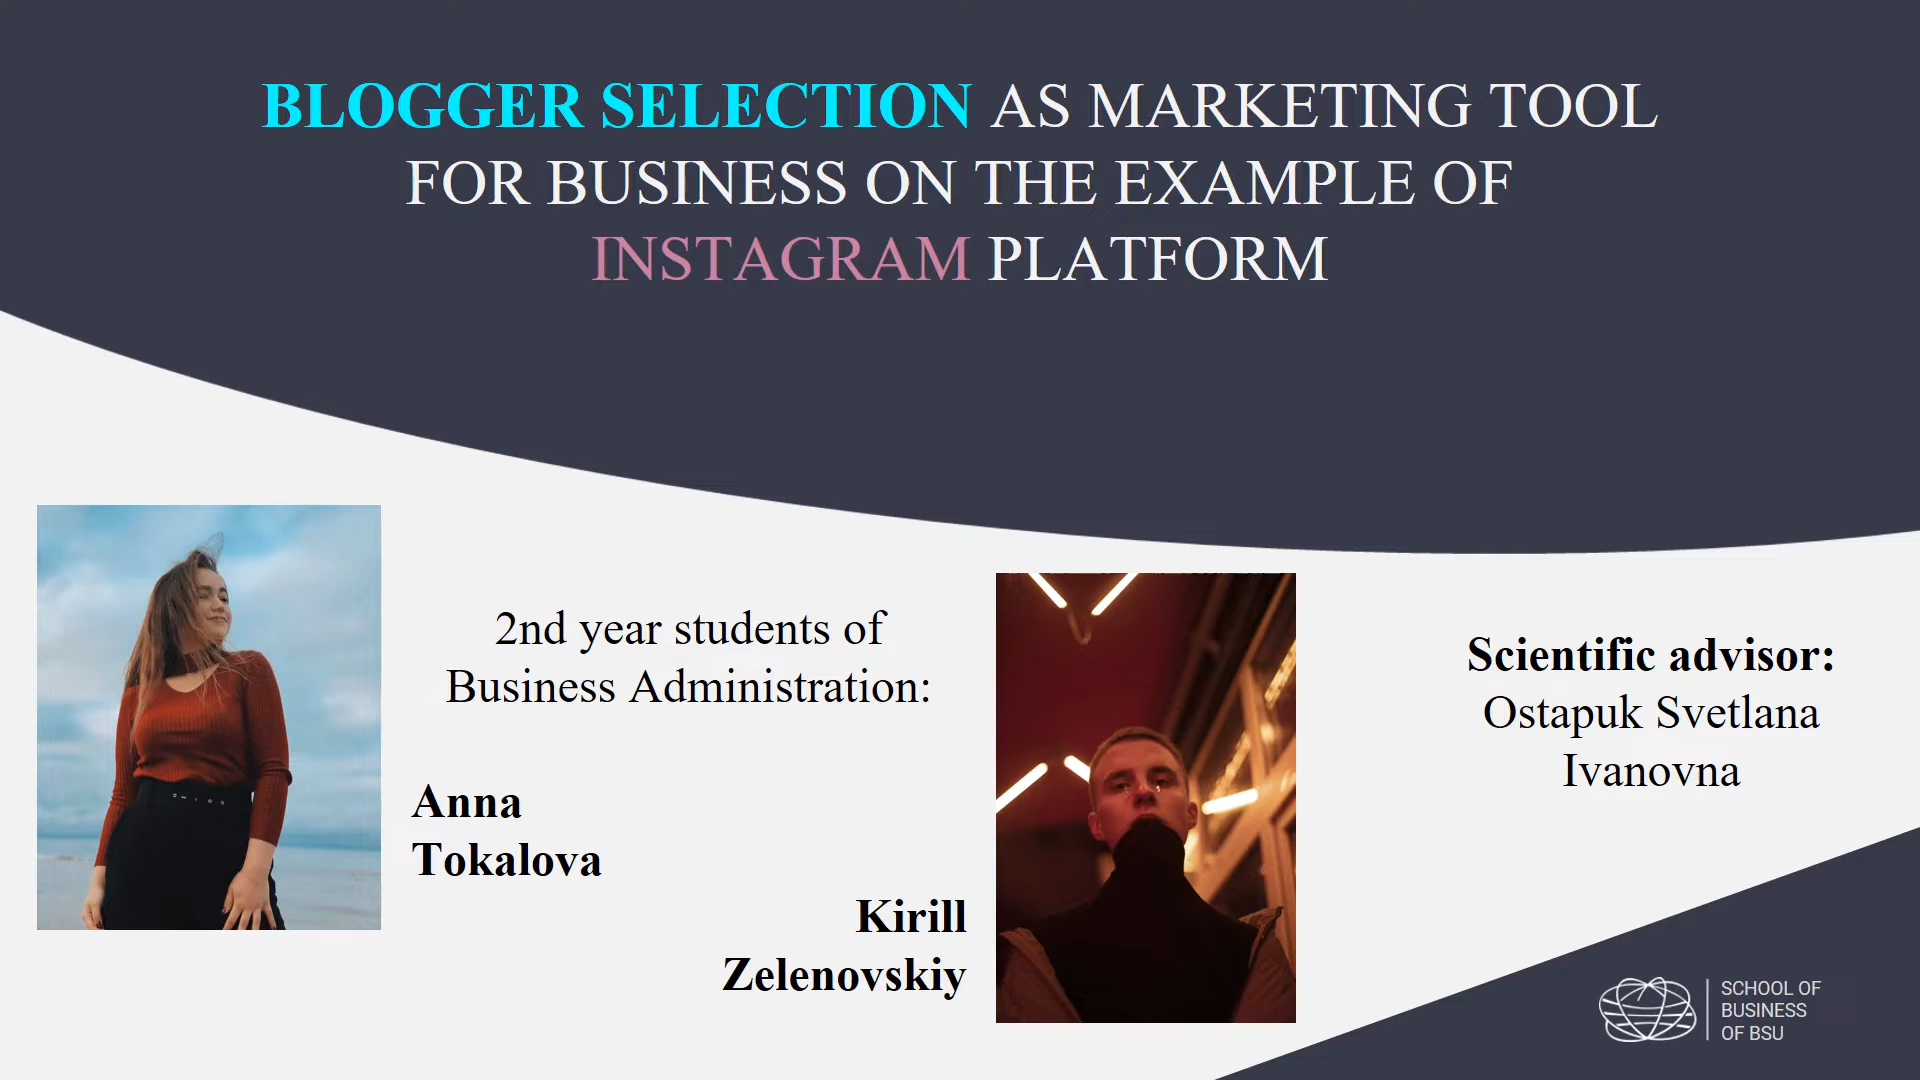 BLOGGER SELECTION AS MARKETING TOOL
FOR BUSINESS ON THE EXAMPLE OF
INSTAGRAM PLATFORM
2nd year students of
Business Administration:
Anna
Tokalova
Kirill
Zelenovskiy
Scientific advisor:
Ostapuk Svetlana
Ivanovna
SCHOOL OF
BUSINESS
OF BSU